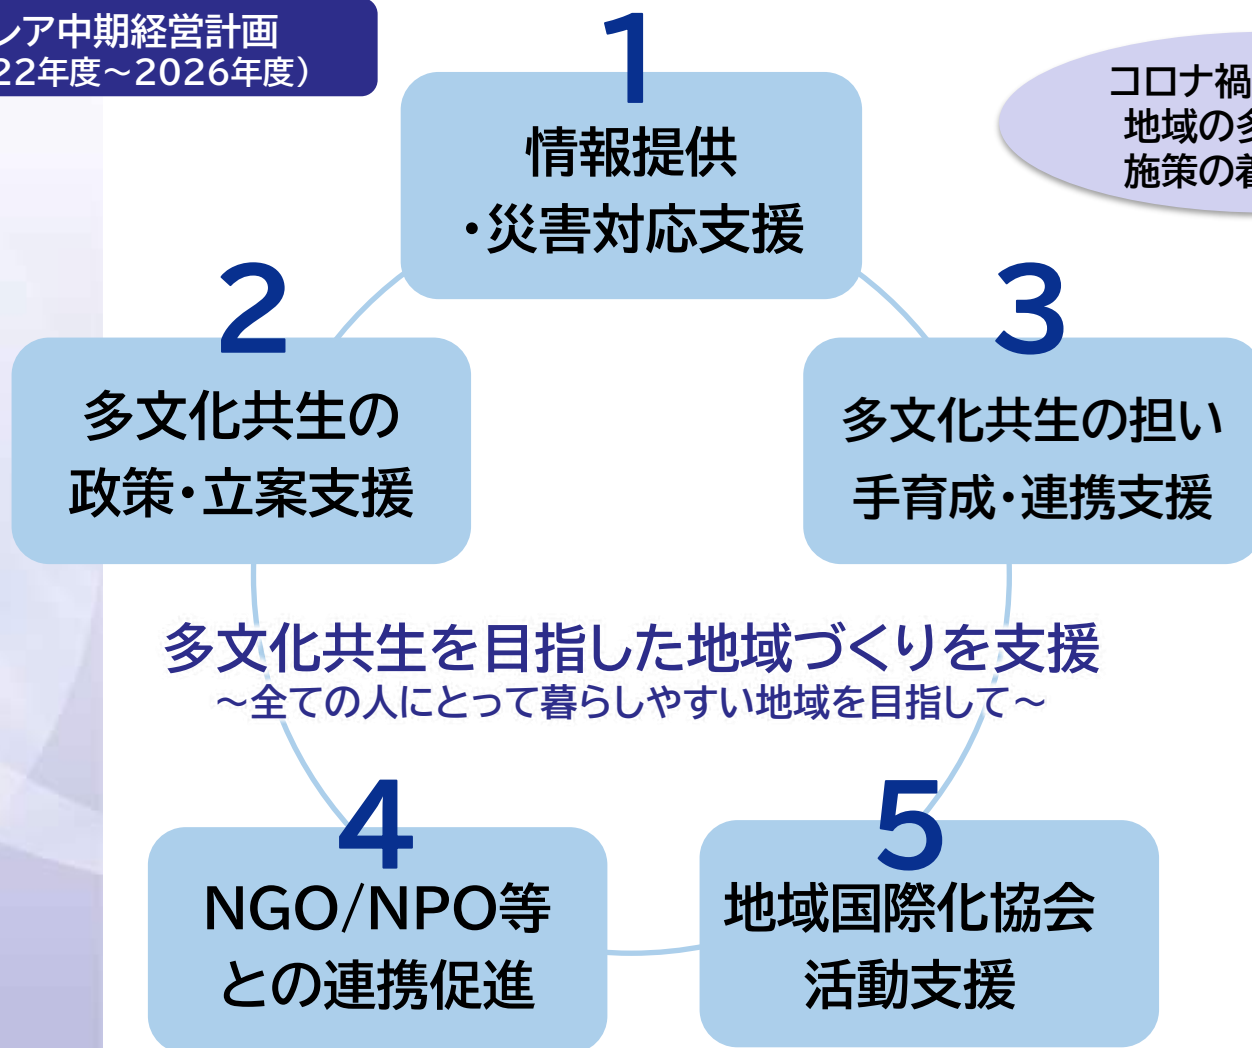 レア中期経営計画
22年度～2026年度）
コロナ禍
地域の多
施策の着
1
情報提供
・災害対応支援
2
多文化共生の
政策・立案支援
3
多文化共生の担い
手育成・連携支援
多文化共生を目指した地域づくりを支援
～全ての人にとって暮らしやすい地域を目指して～
4
NGO/NPO等
との連携促進
5
地域国際化協会
活動支援